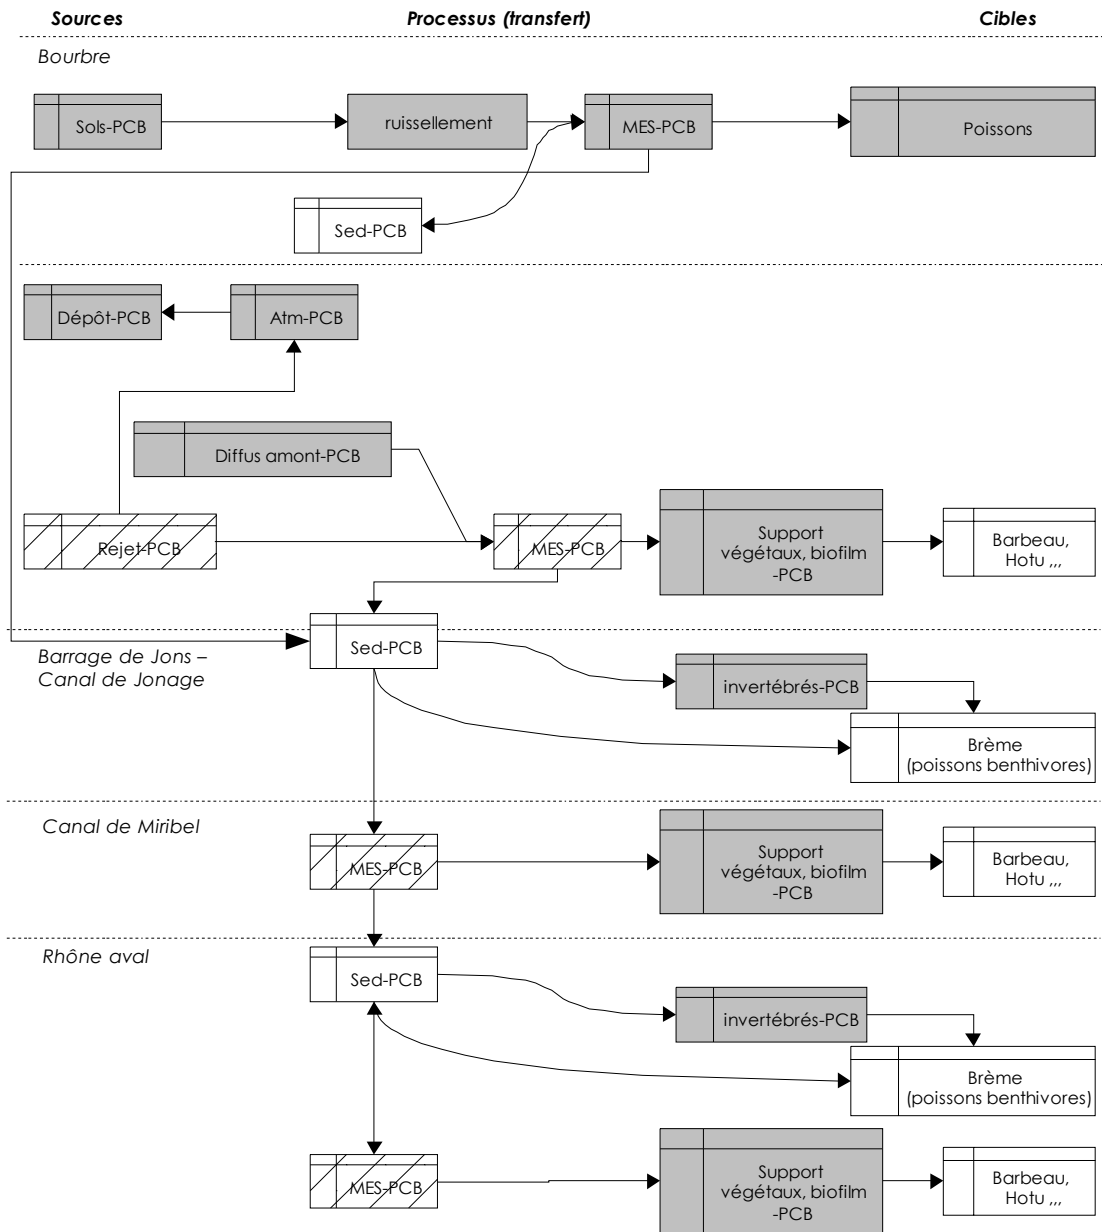 Sources
Processus (transfert)
Cibles
Bourbre
Sols-PCB
ruissellement
MES-PCB
Poissons
Sed-PCB
Dépôt-PCB
Atm-PCB
Diffus amont-PCB
Rejet-PCB
MES-PCB
Support
végétaux, biofilm
-PCB
Barbeau,
Hotu ,,,
Sed-PCB
Barrage de Jons –
Canal de Jonage
invertébrés-PCB
Brème
(poissons benthivores)
Canal de Miribel
MES-PCB
Support
végétaux, biofilm
-PCB
Barbeau,
Hotu ,,,
Rhône aval
Sed-PCB
invertébrés-PCB
Brème
(poissons benthivores)
MES-PCB
Support
végétaux, biofilm
-PCB
Barbeau,
Hotu ,,,